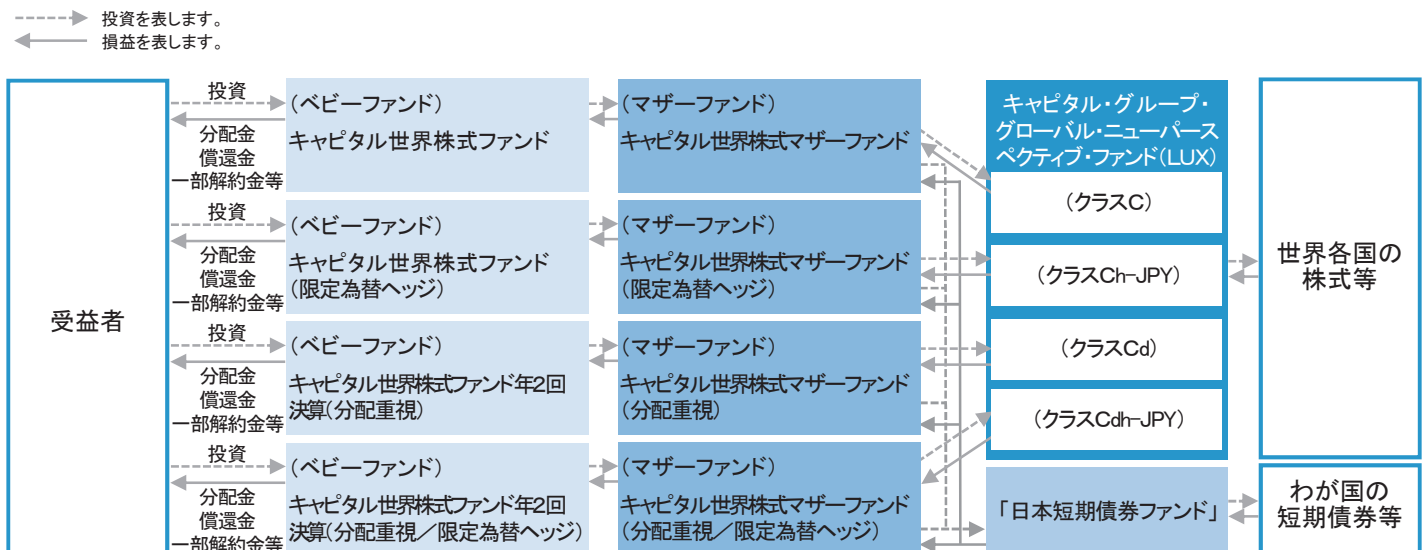 投資を表します。
損益を表します。
受益者
投資
分配金
償還金
一部解約金等
(ベビーファンド)
キャピタル世界株式ファンド
(マザーファンド)
キャピタル世界株式マザーファンド
投資
分配金
償還金
一部解約金等
(ベビーファンド)
キャピタル世界株式ファンド
(限定為替ヘッジ)
(マザーファンド)
キャピタル世界株式マザーファンド
(限定為替ヘッジ)
投資
分配金
償還金
一部解約金等
(ベビーファンド)
キャピタル世界株式ファンド年2回
決算(分配重視)
(マザーファンド)
キャピタル世界株式マザーファンド
(分配重視)
投資
分配金
償還金
一部解約金等
(ベビーファンド)
キャピタル世界株式ファンド年2回
決算(分配重視／限定為替ヘッジ)
(マザーファンド)
キャピタル世界株式マザーファンド
(分配重視／限定為替ヘッジ)
キャピタル・グループ・
グローバル・ニューパース
ペクティブ・ファンド(LUX)
(クラスC)
(クラスCh-JPY)
(クラスCd)
(クラスCdh-JPY)
「日本短期債券ファンド」
世界各国の
株式等
わが国の
短期債券等